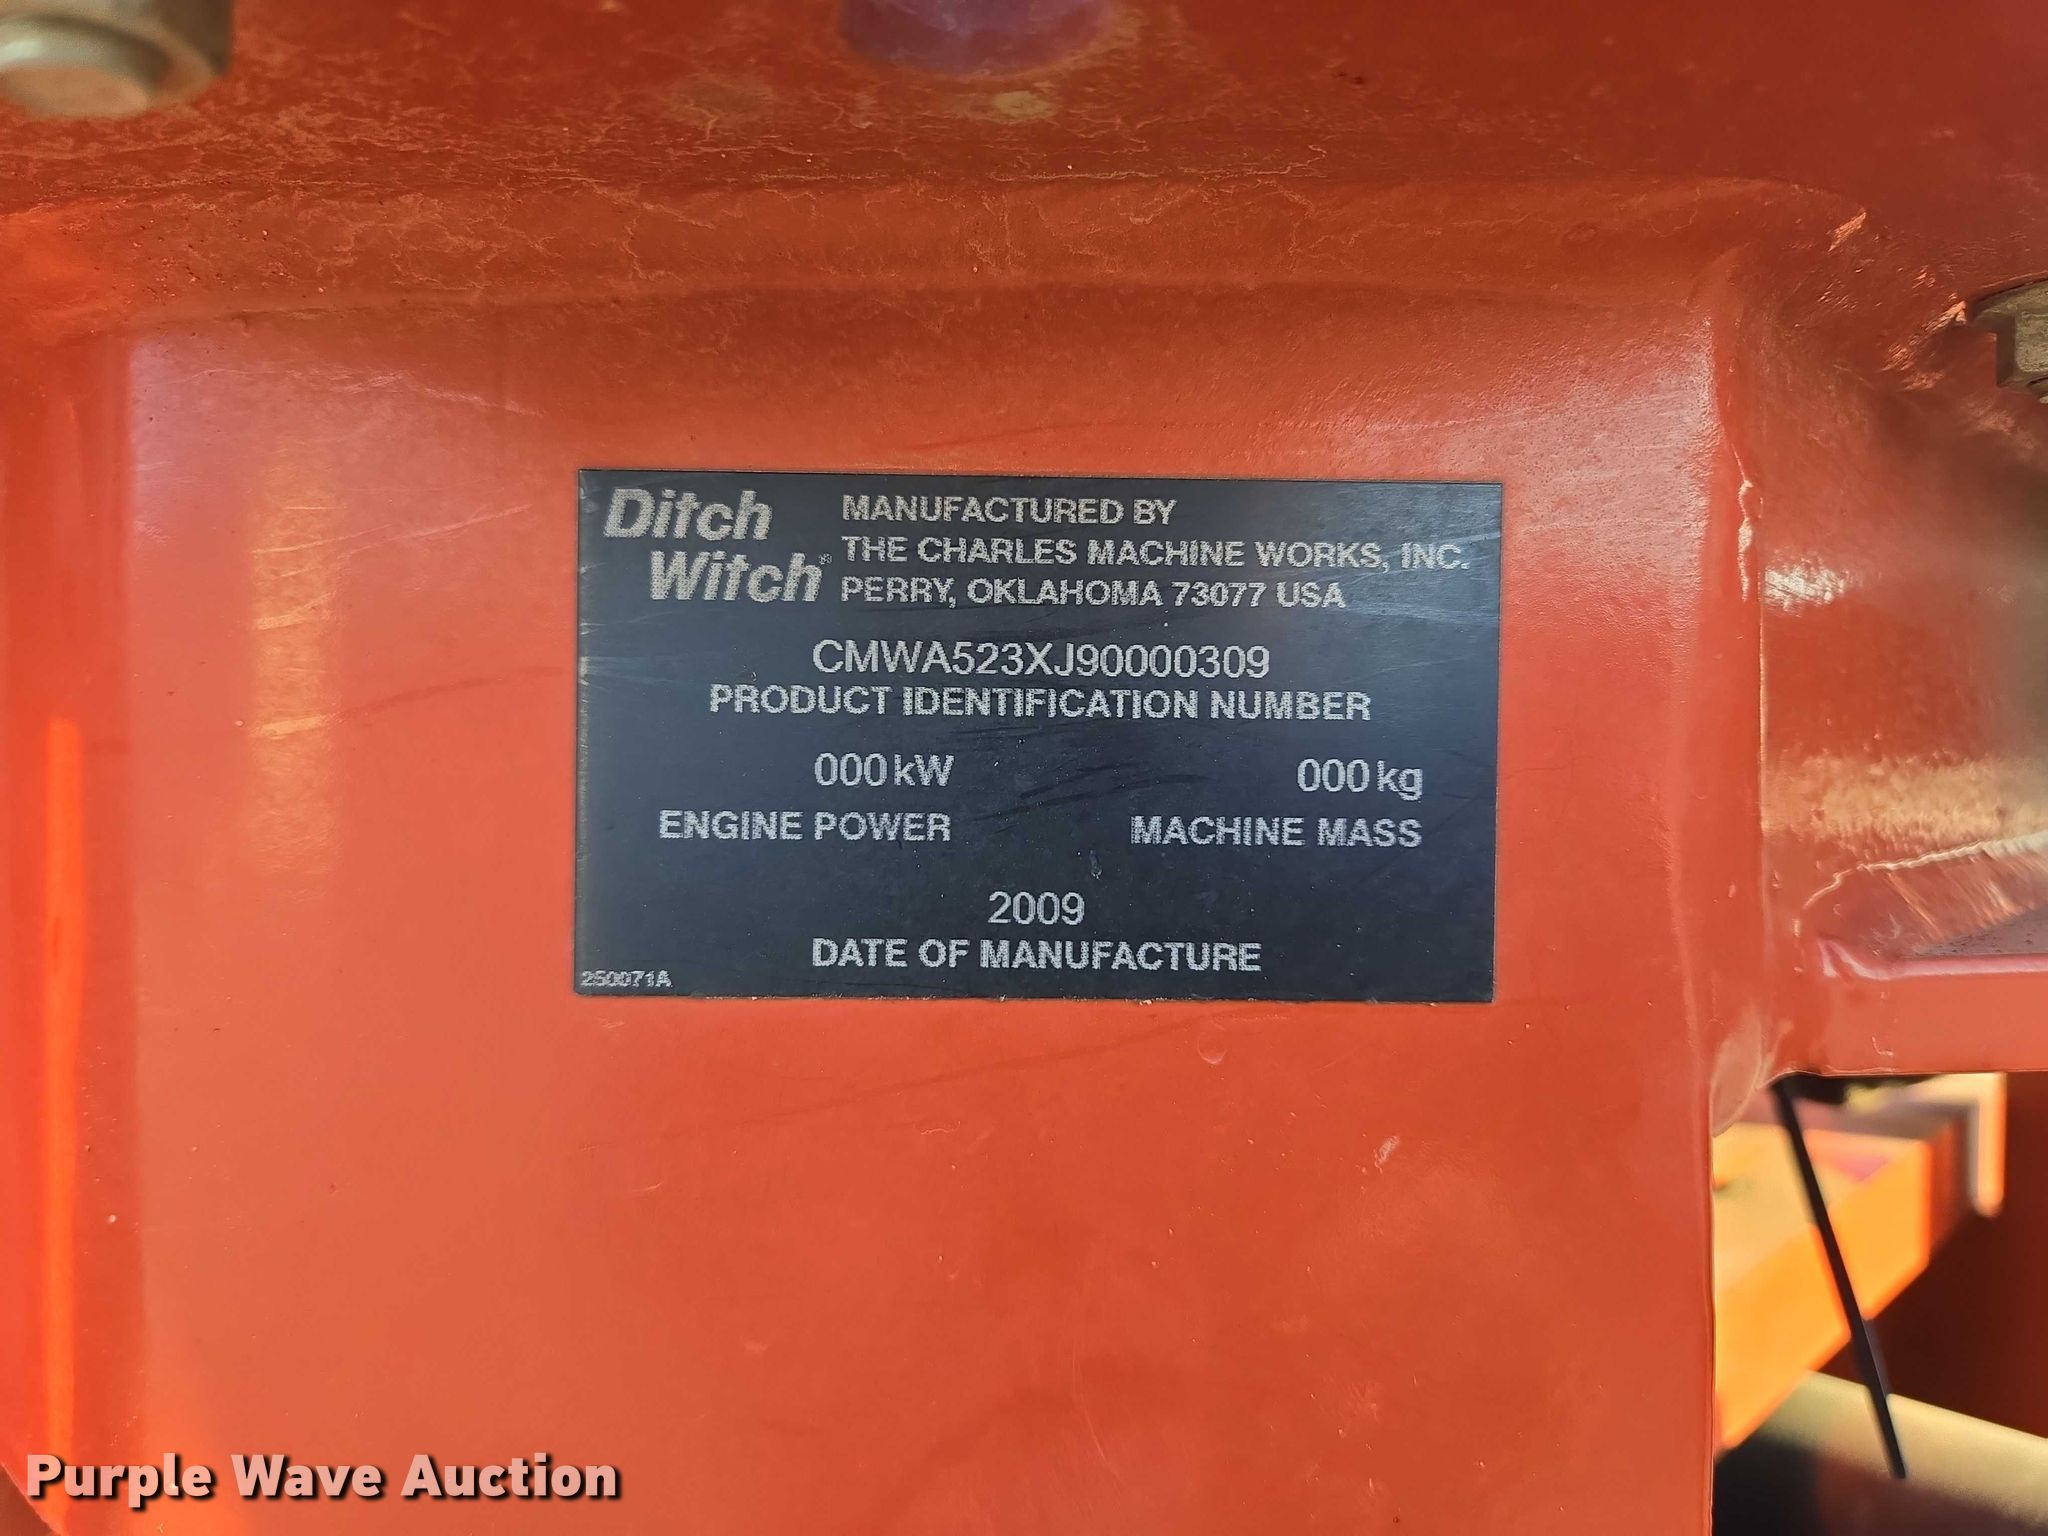 Ditch
Witch®
MANUFACTURED BY
THE CHARLES MACHINE WORKS, INC.
PERRY, OKLAHOMA 73077 USA
CMWA523XJ90000309
PRODUCT IDENTIFICATION NUMBER
000 kW
ENGINE POWER
000 kg
MACHINE MASS
2009
DATE OF MANUFACTURE
250071A
Purple Wave Auction